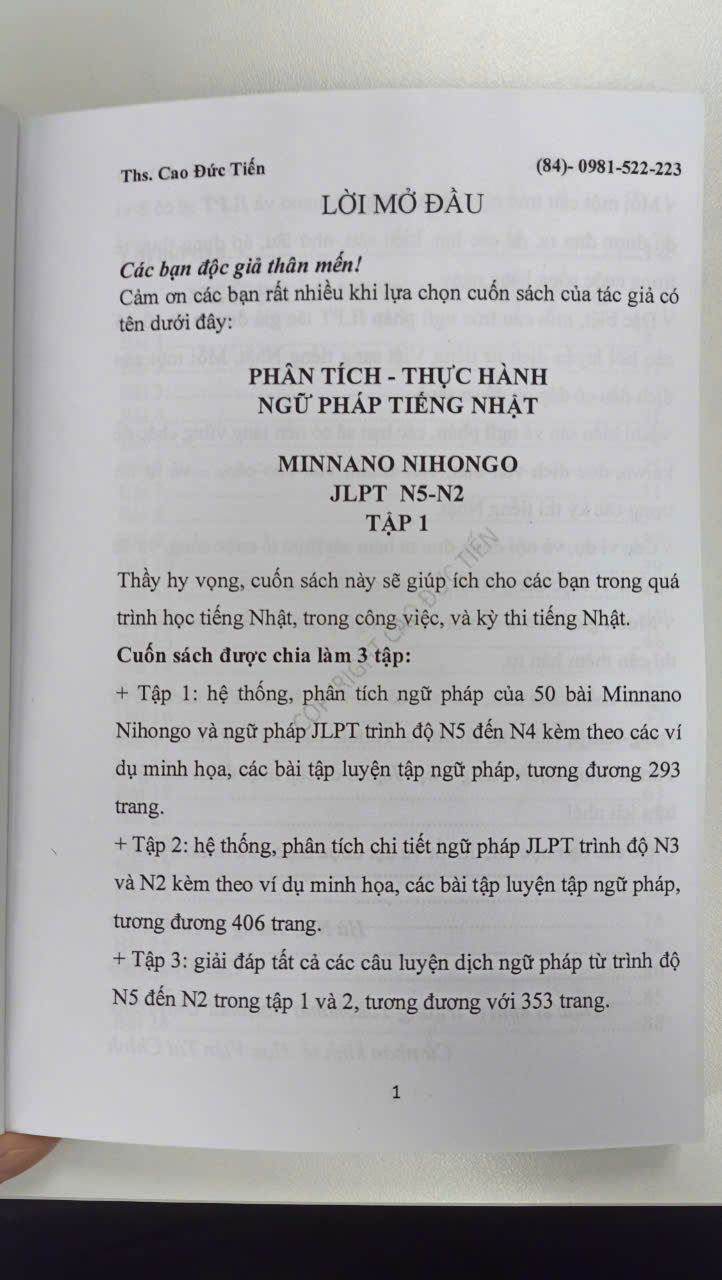 Ths. Cao Đức Tiến (84)- 0981-522-223
LỜI MỞ ĐẦU
Các bạn độc giả thân mến!
Cảm ơn các bạn rất nhiều khi lựa chọn cuốn sách của tác giả có
tên dưới đây:
PHÂN TÍCH - THỰC HÀNH
NGỮ PHÁP TIẾNG NHẬT
MINNANO NIHONGO
JLPT N5-N2
TẬP 1
Thầy hy vọng, cuốn sách này sẽ giúp ích cho các bạn trong quá
trình học tiếng Nhật, trong công việc, và kỳ thi tiếng Nhật.
Cuốn sách được chia làm 3 tập:
+ Tập 1: hệ thống, phân tích ngữ pháp của 50 bài Minnano
Nihongo và ngữ pháp JLPT trình độ N5 đến N4 kèm theo các ví
dụ minh họa, các bài tập luyện tập ngữ pháp, tương đương 293
trang.
+ Tập 2: hệ thống, phân tích chi tiết ngữ pháp JLPT trình độ N3
và N2 kèm theo ví dụ minh họa, các bài tập luyện tập ngữ pháp,
tương đương 406 trang.
+ Tập 3: giải đáp tất cả các câu luyện dịch ngữ pháp từ trình độ
N5 đến N2 trong tập 1 và 2, tương đương với 353 trang.
COPYRIGHT CAO ĐỨC TIẾN
1